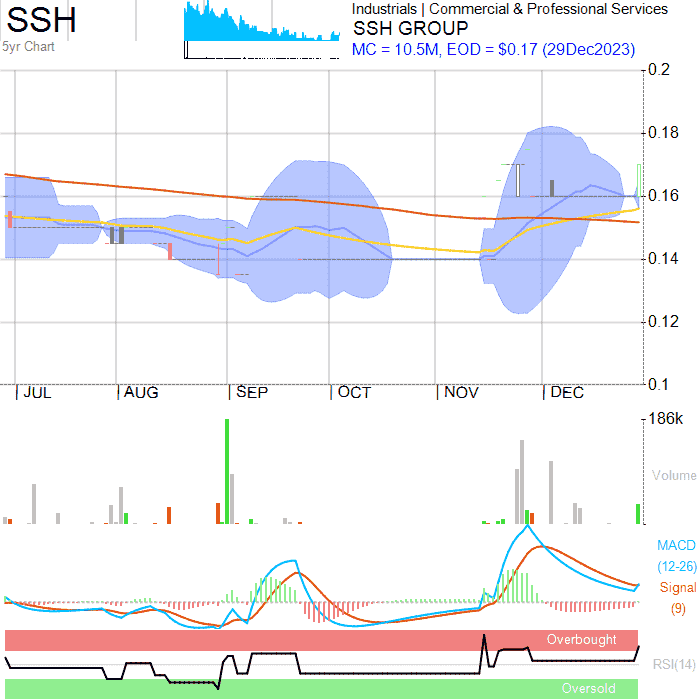 SSH
5yr Chart
Industrials | Commercial & Professional Services
SSH GROUP
MC = 10.5M, EOD = $0.17 (29Dec2023)
0.2
0.18
0.16
0.14
0.12
0.1
JUL AUG SEP OCT NOV DEC
186k
Volume
MACD
(12-26)
Signal
(9)
Overbought
RSI(14)
Oversold